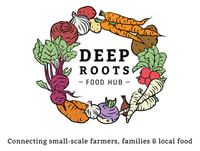 DEEP
ROOTS
– FOOD HUB –
Connecting small-scale farmers, families & local food